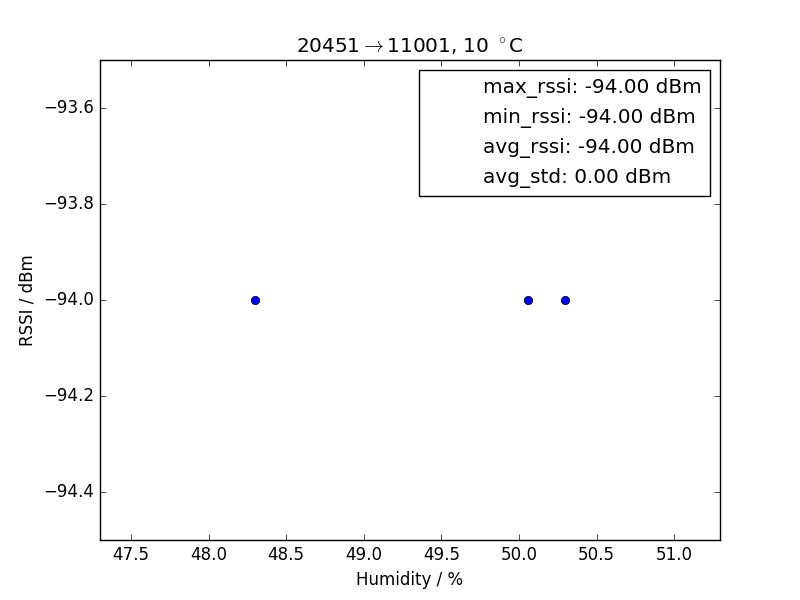 20451→11001, 10 °C
max_rssi: -94.00 dBm
min_rssi: -94.00 dBm
avg_rssi: -94.00 dBm
avg_std: 0.00 dBm
−93.6
−93.8
−94.0
−94.2
−94.4
RSSI / dBm
47.5 48.0 48.5 49.0 49.5 50.0 50.5 51.0
Humidity / %